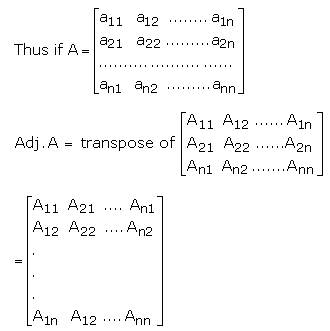 a₁₁ a₁₂ ........ a₁ₙ
Thus if A = a₂₁ a₂₂ ......... a₂ₙ
...........................
aₙ₁ aₙ₂ ......... aₙₙ
A₁₁ A₁₂ ...... A₁ₙ
Adj.A = transpose of A₂₁ A₂₂ ......A₂ₙ
Aₙ₁ Aₙ₂ ....... Aₙₙ
A₁₁ A₂₁ .... Aₙ₁
A₁₂ A₂₂ .... Aₙ₂
.
= .
.
A₁ₙ A₁₂ .... Aₙₙ